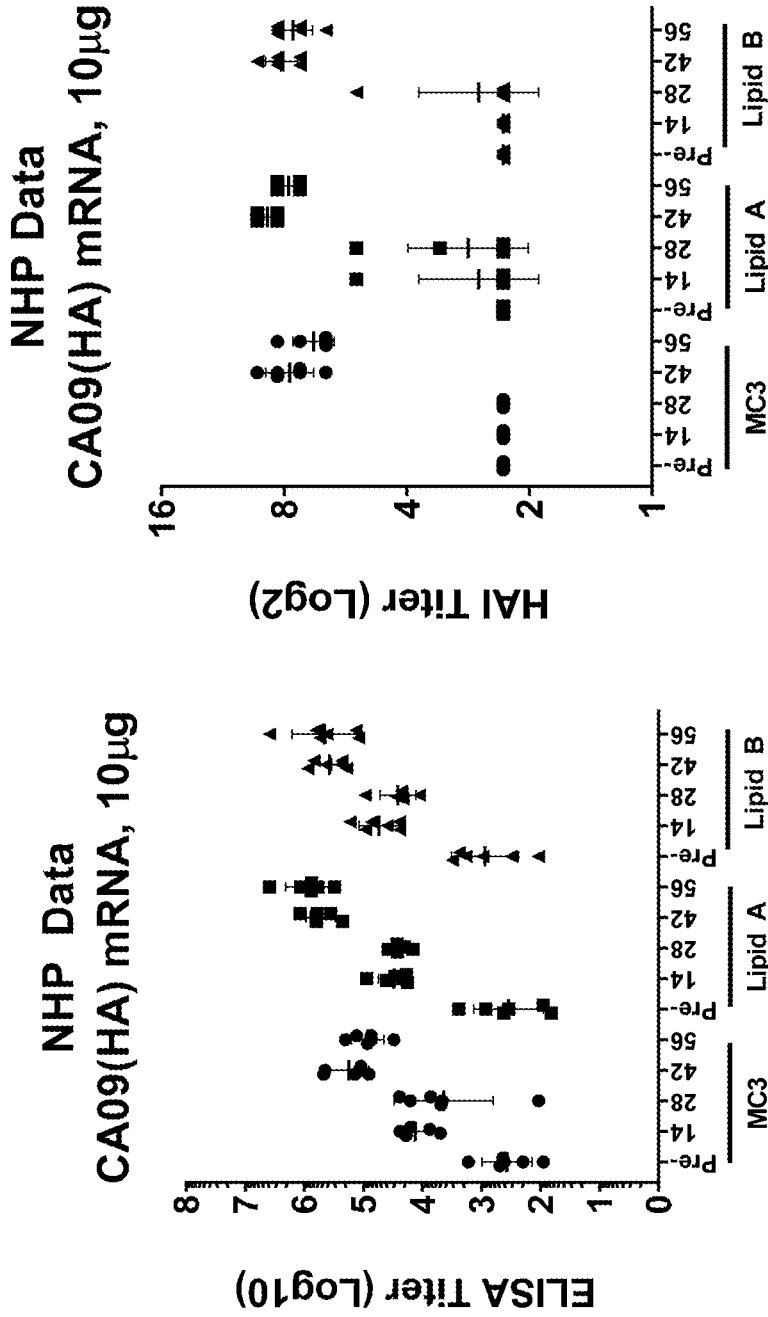 NHP Data
CA09(HA) mRNA, 10µg
ELISA Titer (Log10)
8
7
6
5
4
3
2
1
0
Pre-
14
28
42
56
Pre-
14
28
42
56
Pre-
14
28
42
56
MC3
Lipid A
Lipid B
NHP Data
CA09(HA) mRNA, 10µg
HAI Titer (Log2)
16
8
4
2
1
Pre-
14
28
42
56
Pre-
14
28
42
56
Pre-
14
28
42
56
MC3
Lipid A
Lipid B